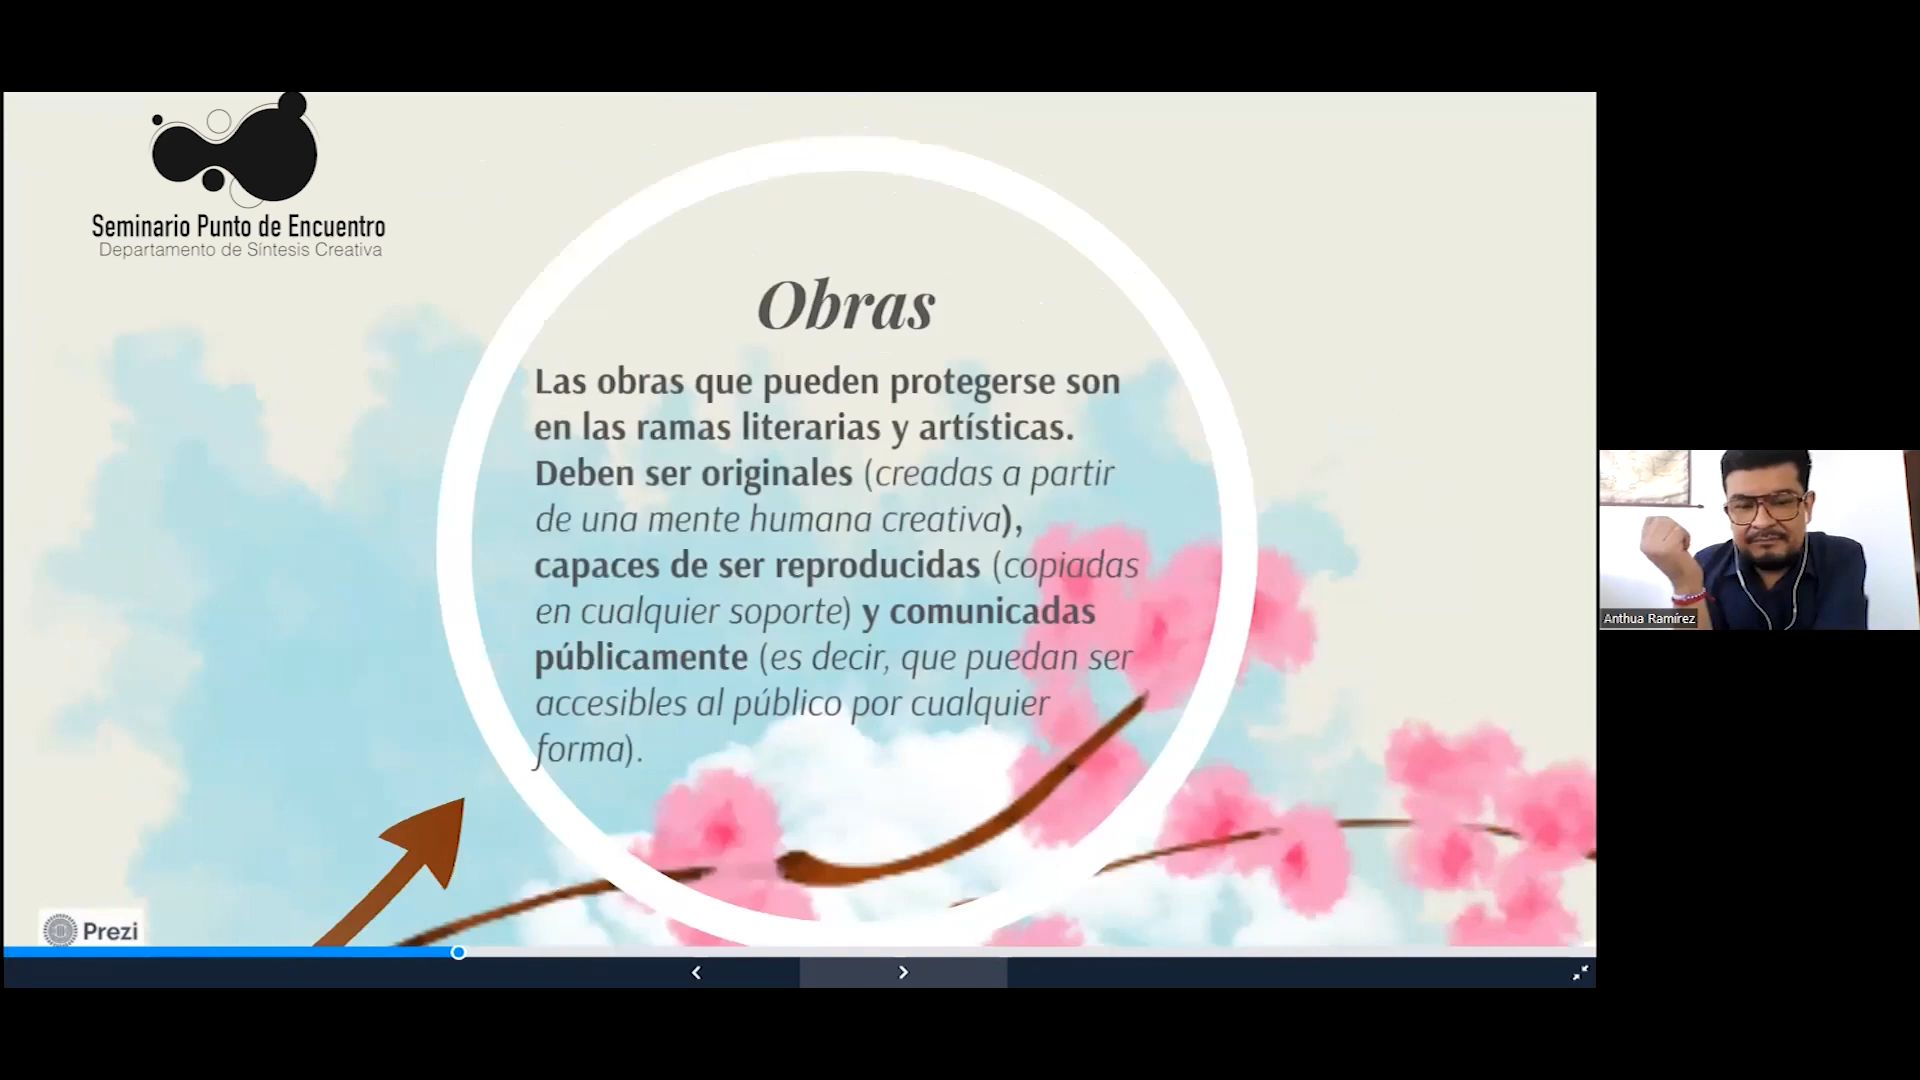 Seminario Punto de Encuentro
Departamento de Síntesis Creativa
Obras
Las obras que pueden protegerse son
en las ramas literarias y artísticas.
Deben ser originales (creadas a partir
de una mente humana creativa),
capaces de ser reproducidas (copiadas
en cualquier soporte) y comunicadas
públicamente (es decir, que puedan ser
accesibles al público por cualquier
forma).
Anthua Ramírez
Prezi